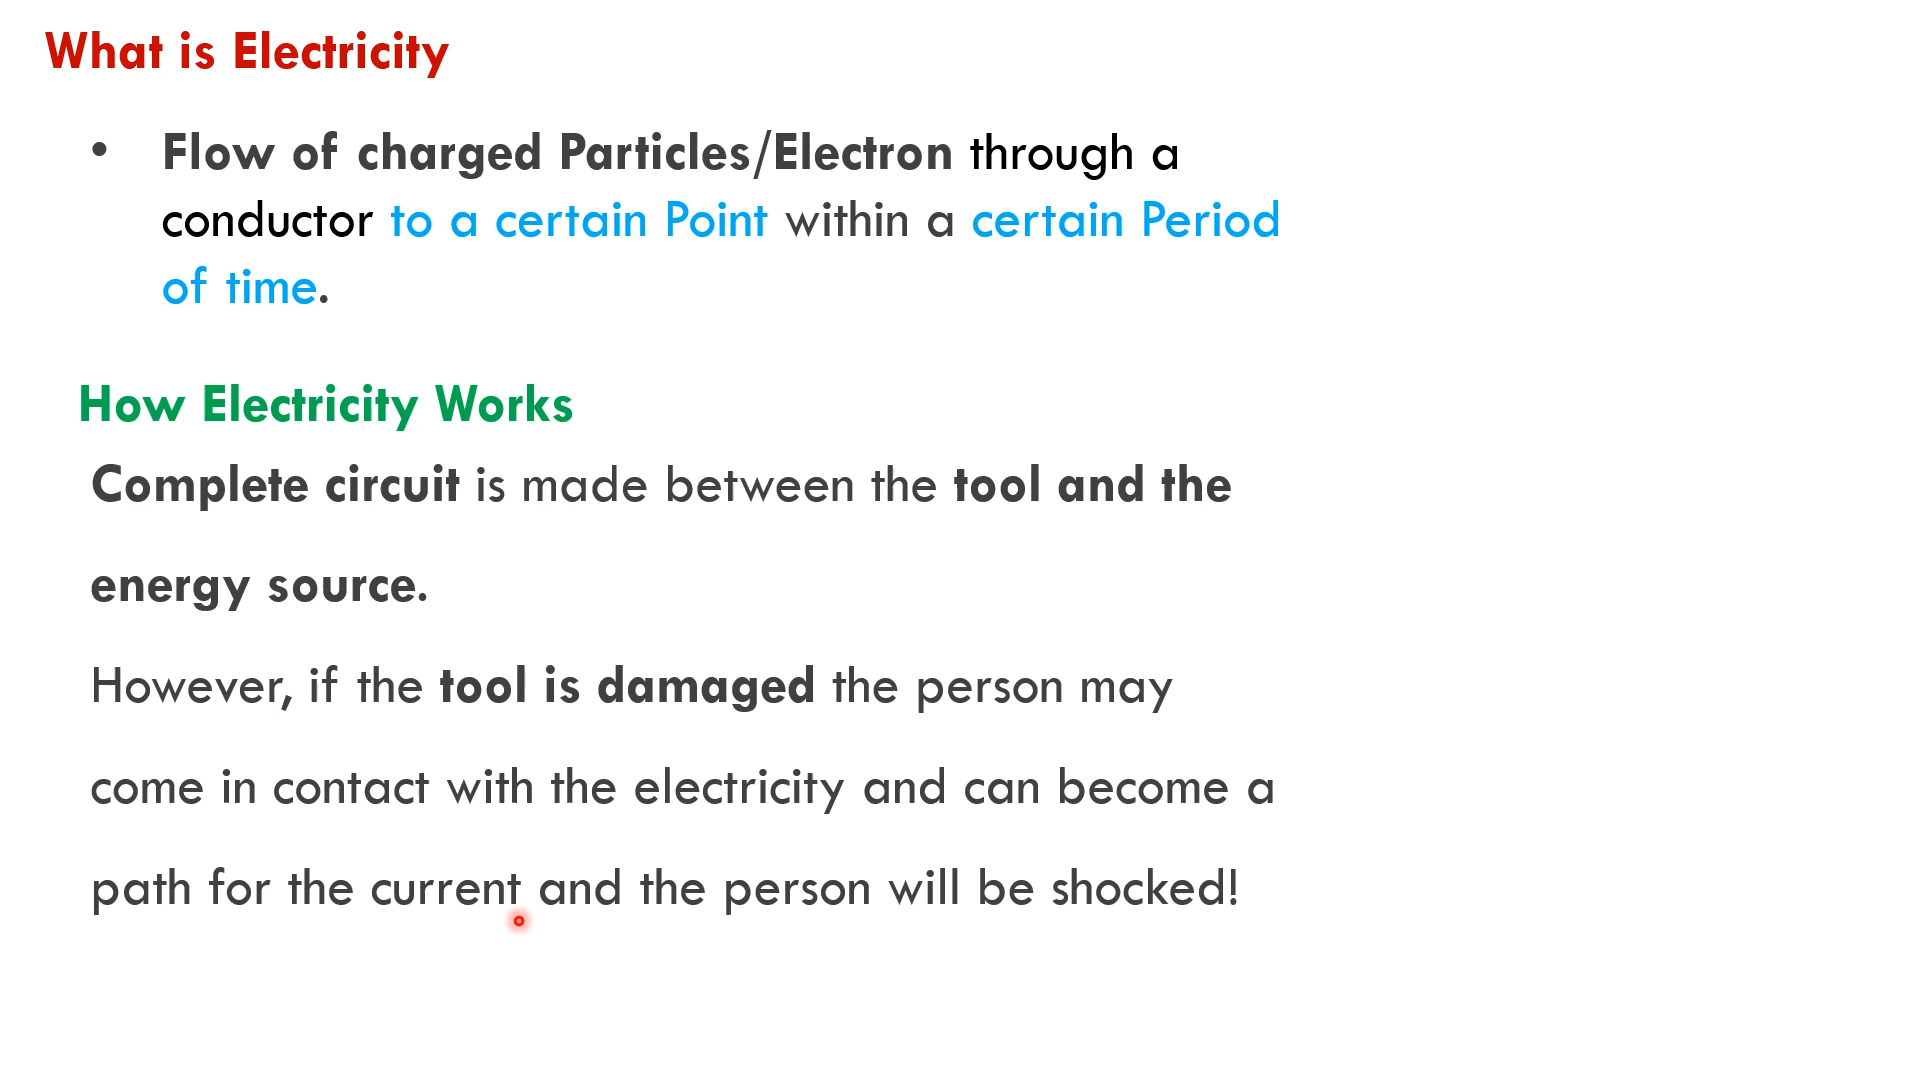 What is Electricity
• Flow of charged Particles/Electron through a
conductor to a certain Point within a certain Period
of time.
How Electricity Works
Complete circuit is made between the tool and the
energy source.
However, if the tool is damaged the person may
come in contact with the electricity and can become a
path for the current and the person will be shocked!